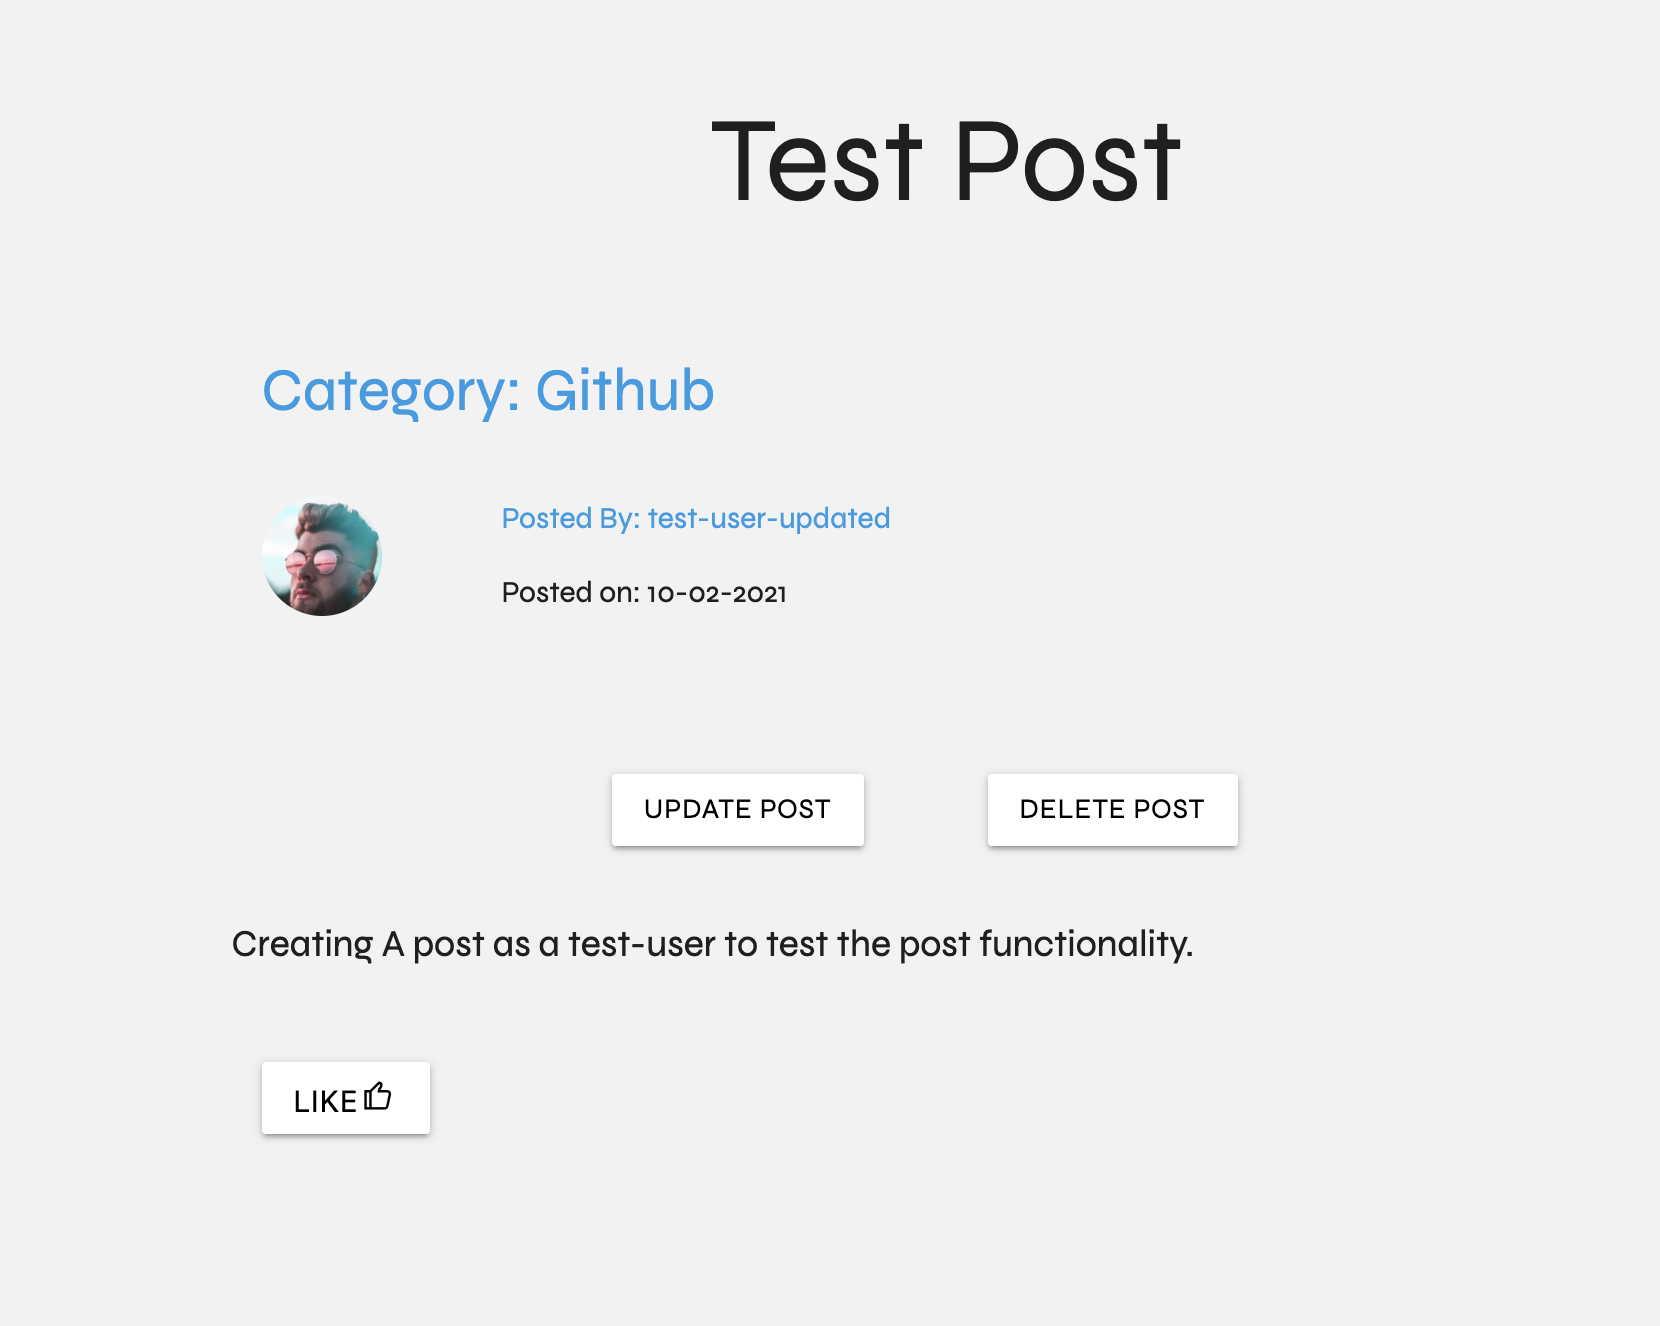 Test Post
Category: Github
Posted By: test-user-updated
Posted on: 10-02-2021
UPDATE POST
DELETE POST
Creating A post as a test-user to test the post functionality.
LIKE